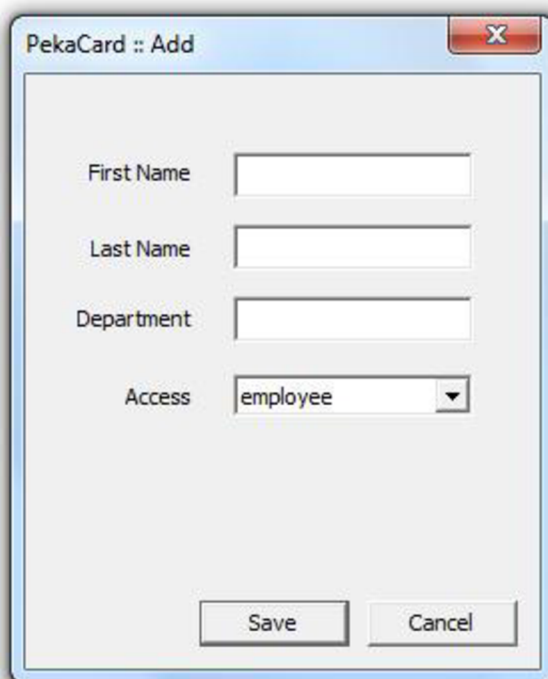 PekaCard :: Add
First Name
Last Name
Department
Access employee
Save Cancel